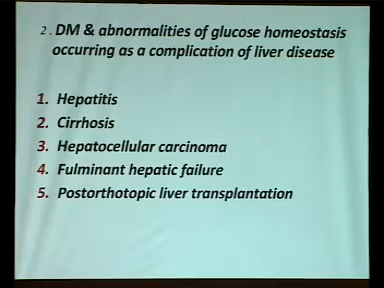 2. DM & abnormalities of glucose homeostasis
occurring as a complication of liver disease
1. Hepatitis
2. Cirrhosis
3. Hepatocellular carcinoma
4. Fulminant hepatic failure
5. Postorthotopic liver transplantation